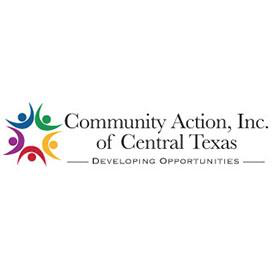 Community Action, Inc.
of Central Texas
DEVELOPING OPPORTUNITIES